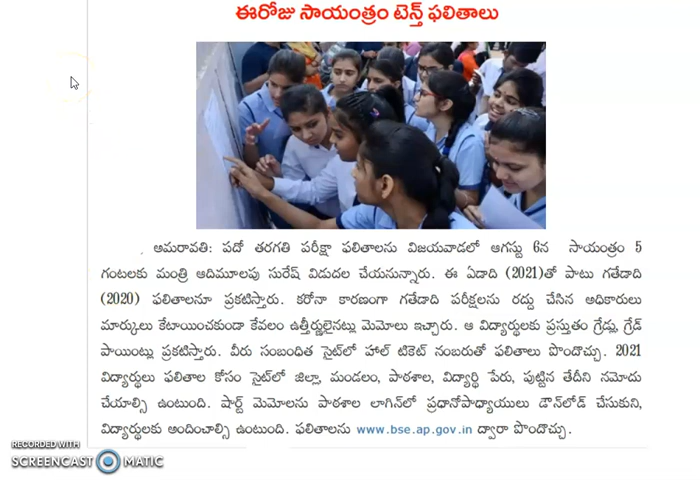 ఈరోజు సాయంత్రం టెన్త్ ఫలితాలు
అమరావతి: పదో తరగతి పరీక్షా ఫలితాలను విజయవాడలో ఆగస్టు 6న సాయంత్రం 5
గంటలకు మంత్రి ఆదిమూలపు సురేష్ విడుదల చేయనున్నారు. ఈ ఏడాది (2021)తో పాటు గతేడాది
(2020) ఫలితాలనూ ప్రకటిస్తారు. కరోనా కారణంగా గతేడాది పరీక్షలను రద్దు చేసిన అధికారులు
మార్కులు కేటాయించకుండా కేవలం ఉత్తీర్ణులైనట్లు మెమోలు ఇచ్చారు. ఆ విద్యార్థులకు ప్రస్తుతం గ్రేడ్లు, గ్రేడ్
పాయింట్లు ప్రకటిస్తారు. వీరు సంబంధిత సైట్‌లో హాల్ టికెట్ నంబరుతో ఫలితాలు పొందొచ్చు. 2021
విద్యార్థులు ఫలితాల కోసం సైట్‌లో జిల్లా, మండలం, పాఠశాల, విద్యార్థి పేరు, పుట్టిన తేదీని నమోదు
చేయాల్సి ఉంటుంది. షార్ట్ మెమోలను పాఠశాల లాగిన్‌లో ప్రధానోపాధ్యాయులు డౌన్‌లోడ్ చేసుకుని,
విద్యార్థులకు అందించాల్సి ఉంటుంది. ఫలితాలను www.bse.ap.gov.in ద్వారా పొందొచ్చు.
RECORDED WITH
SCREENCAST MATIC